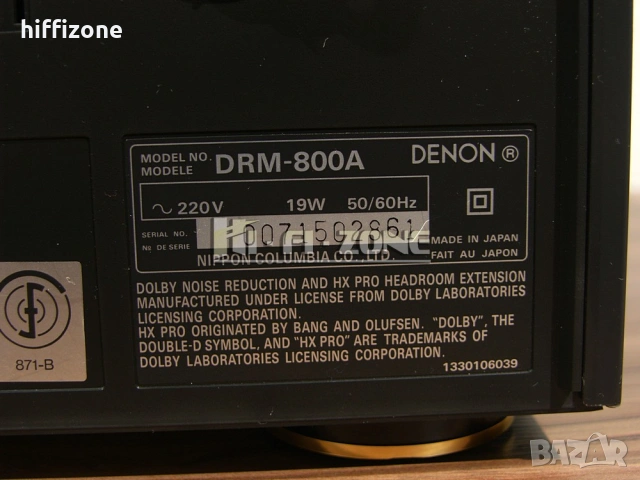 hiffizone
MODEL NO. DRM-800A DENON®
MODELE
～ 220V 19W 50/60Hz
SERIAL NO.
№ DE SERIE
HI-FI ZONE
MADE IN JAPAN
NIPPON COLUMBIA CO., LTD. FAIT AU JAPON
DOLBY NOISE REDUCTION AND HX PRO HEADROOM EXTENSION
MANUFACTURED UNDER LICENSE FROM DOLBY LABORATORIES
LICENSING CORPORATION.
HX PRO ORIGINATED BY BANG AND OLUFSEN. "DOLBY", THE
DOUBLE-D SYMBOL, AND "HX PRO" ARE TRADEMARKS OF
DOLBY LABORATORIES LICENSING CORPORATION.
1330106039
871-B
BAZAR